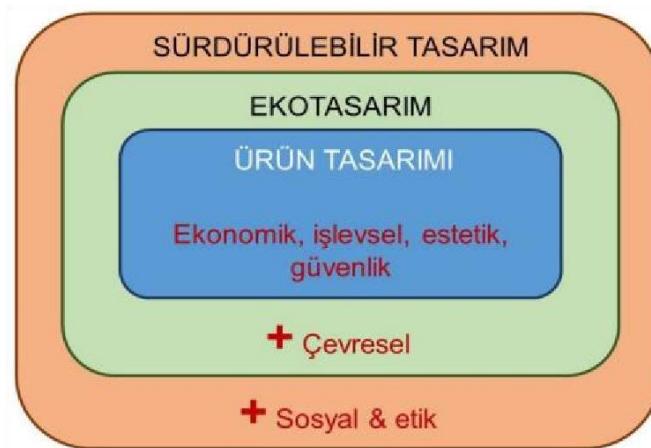 SÜRDÜRÜLEBİLİR TASARIM
EKOTASARIM
ÜRÜN TASARIMI
Ekonomik, işlevsel, estetik,
güvenlik
+ Çevresel
+ Sosyal & etik